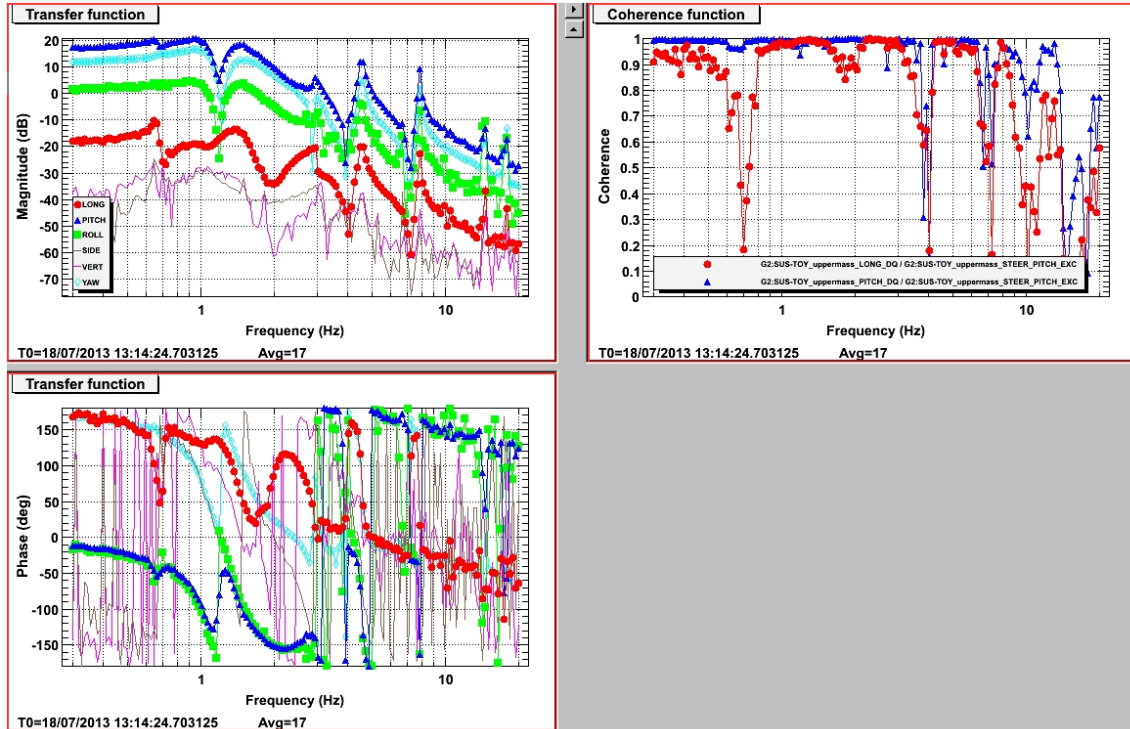 Transfer function
20
10
0
-10
-20
-30
-40
-50
-60
-70
Magnitude (dB)
LONG
PITCH
ROLL
SIDE
VERT
YAW
1
10
Frequency (Hz)
T0=18/07/2013 13:14:24.703125
Avg=17
Coherence function
1
0.9
0.8
0.7
0.6
0.5
0.4
0.3
0.2
0.1
0
Coherence
G2:SUS-TOY_uppermass_LONG_DQ / G2:SUS-TOY_uppermass_STEER_PITCH_EXC
G2:SUS-TOY_uppermass_PITCH_DQ / G2:SUS-TOY_uppermass_STEER_PITCH_EXC
1
10
Frequency (Hz)
T0=18/07/2013 13:14:24.703125
Avg=17
Transfer function
150
100
50
0
-50
-100
-150
Phase (deg)
1
10
Frequency (Hz)
T0=18/07/2013 13:14:24.703125
Avg=17